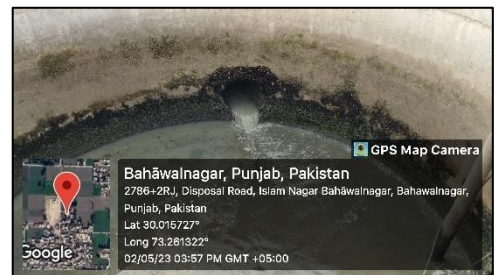 GPS Map Camera
Bahāwalnagar, Punjab, Pakistan
2786+2RJ, Disposal Road, Islam Nagar Bahāwalnagar, Bahawalnagar,
Punjab, Pakistan
Lat 30.015727°
Long 73.261322°
02/05/23 03:57 PM GMT +05:00
Google